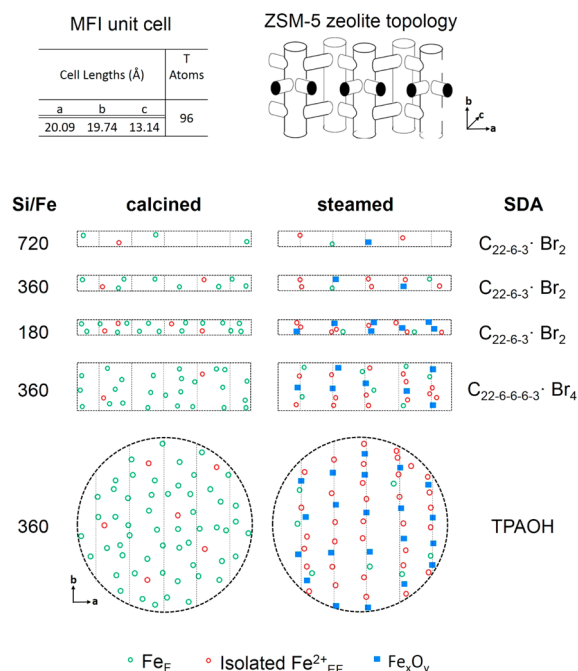 MFI unit cell
ZSM-5 zeolite topology
Cell Lengths (Å)
T
Atoms
a b c
96
20.09 19.74 13.14
b
c
a
Si/Fe calcined steamed SDA
720 C22-6-3· Br2
360 C22-6-3· Br2
180 C22-6-3· Br2
360 C22-6-6-6-3· Br4
360 TPAOH
b
a
FeF Isolated Fe2+EF FexOy